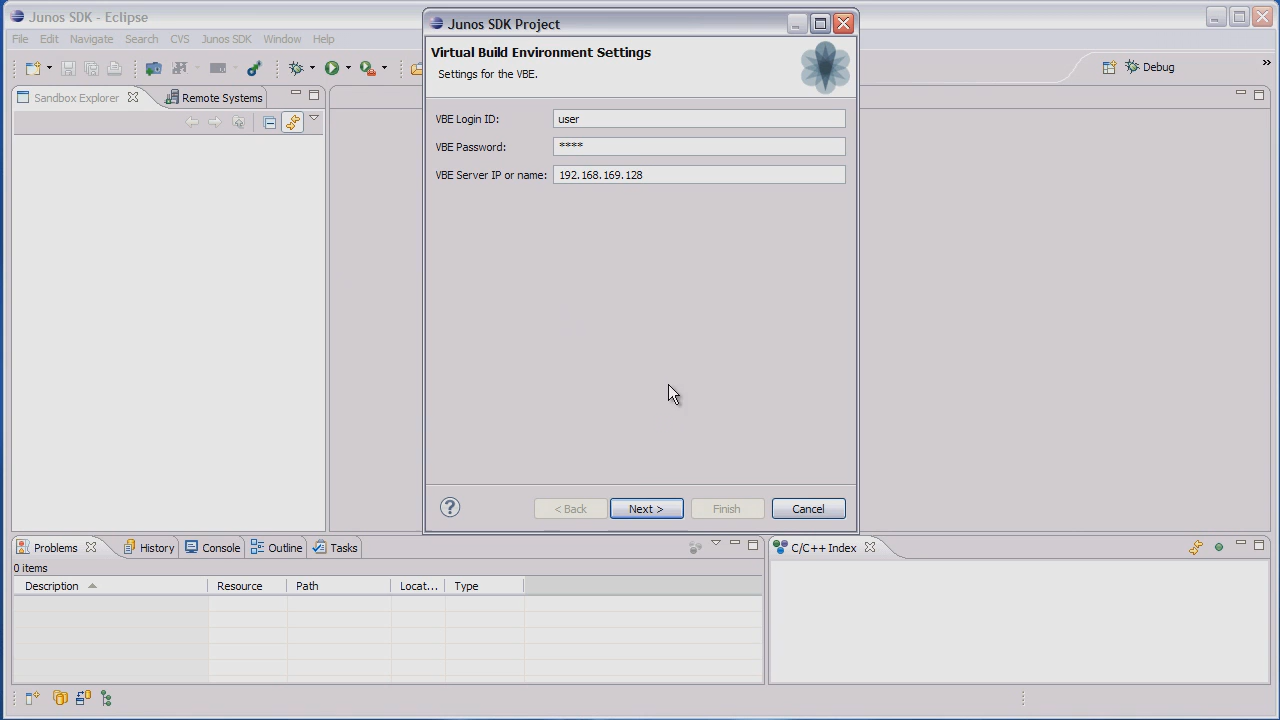 Junos SDK - Eclipse
File Edit Navigate Search CVS Junos SDK Window Help
Debug
»
Sandbox Explorer
Remote Systems
Junos SDK Project
Virtual Build Environment Settings
Settings for the VBE.
VBE Login ID: user
VBE Password: ****
VBE Server IP or name: 192.168.169.128
?
< Back Next > Finish Cancel
Problems History Console Outline Tasks
0 items
Description Resource Path Locat... Type
C/C++ Index